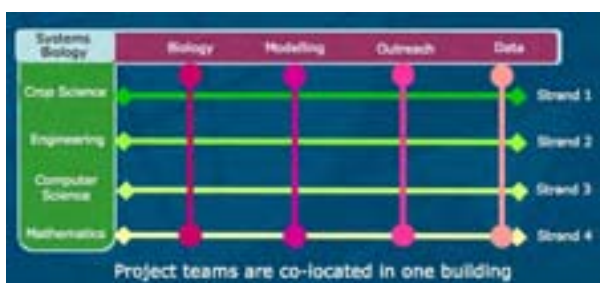 Systems
Biology
Biology Modelling Outreach Data
Crop Science Strand 1
Engineering Strand 2
Computer
Science Strand 3
Mathematics Strand 4
Project teams are co-located in one building